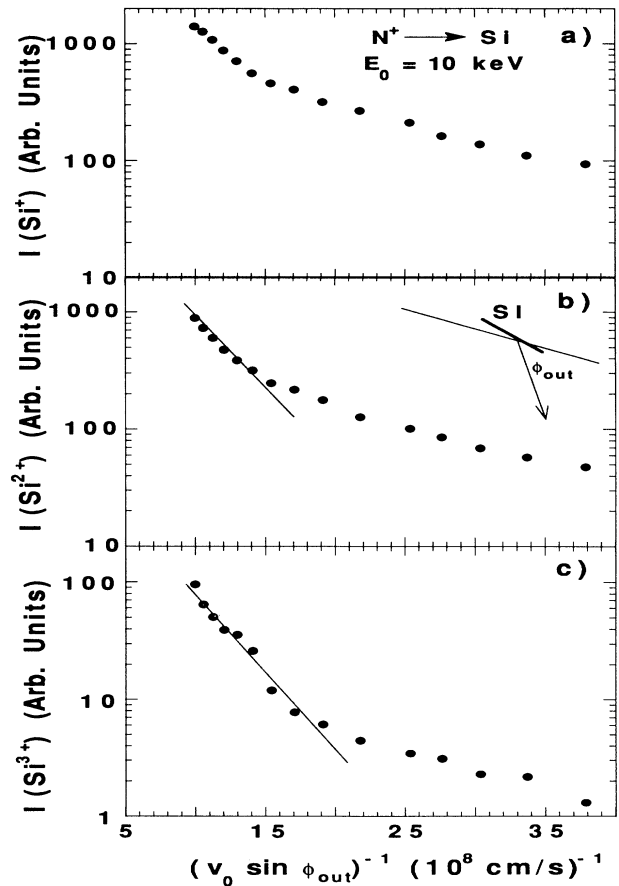 N⁺ → Si a)
E₀ = 10 keV
1000
100
10
I (Si⁺) (Arb. Units)
b)
Si
ϕout
1000
100
10
I (Si²⁺) (Arb. Units)
c)
100
10
1
I (Si³⁺) (Arb. Units)
5 15 25 35
(v₀ sin ϕout)⁻¹ (10⁸ cm/s)⁻¹